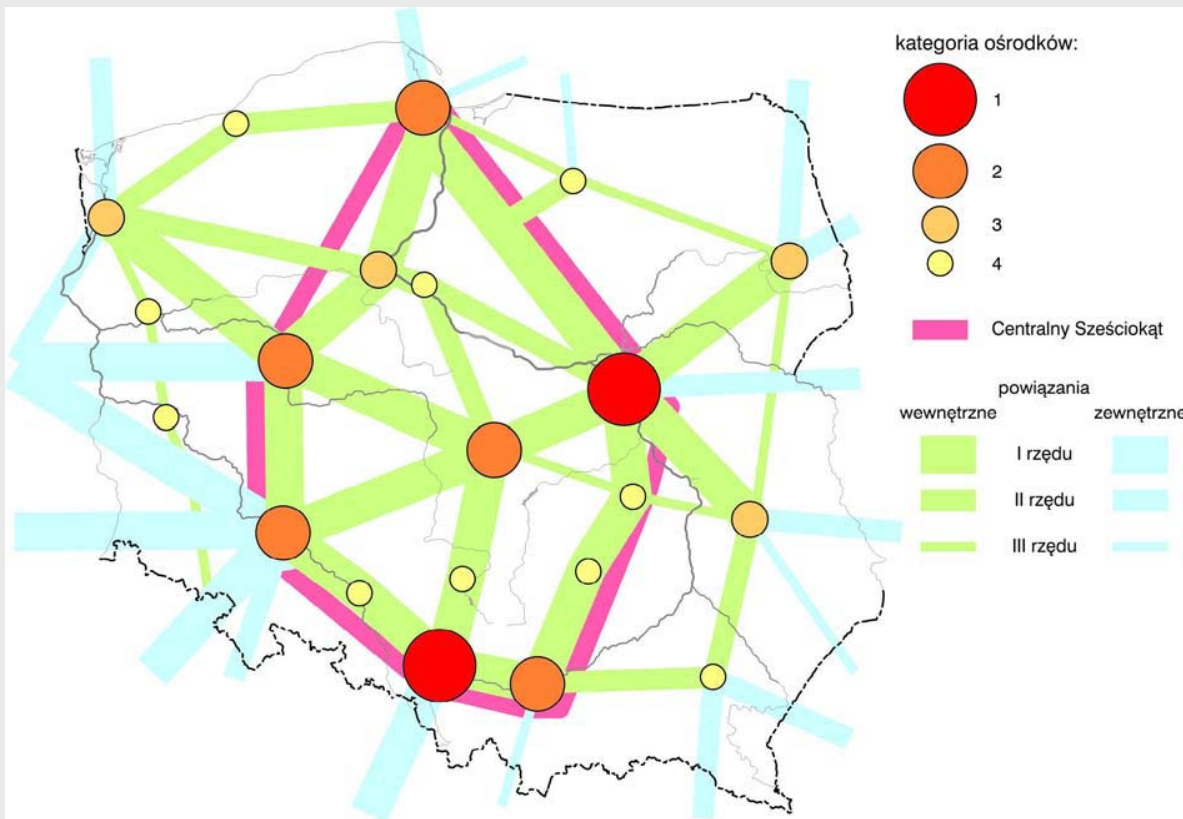 kategoria ośrodków:
1
2
3
4
Centralny Sześciokąt
powiązania
wewnętrzne zewnętrzne
I rzędu
II rzędu
III rzędu